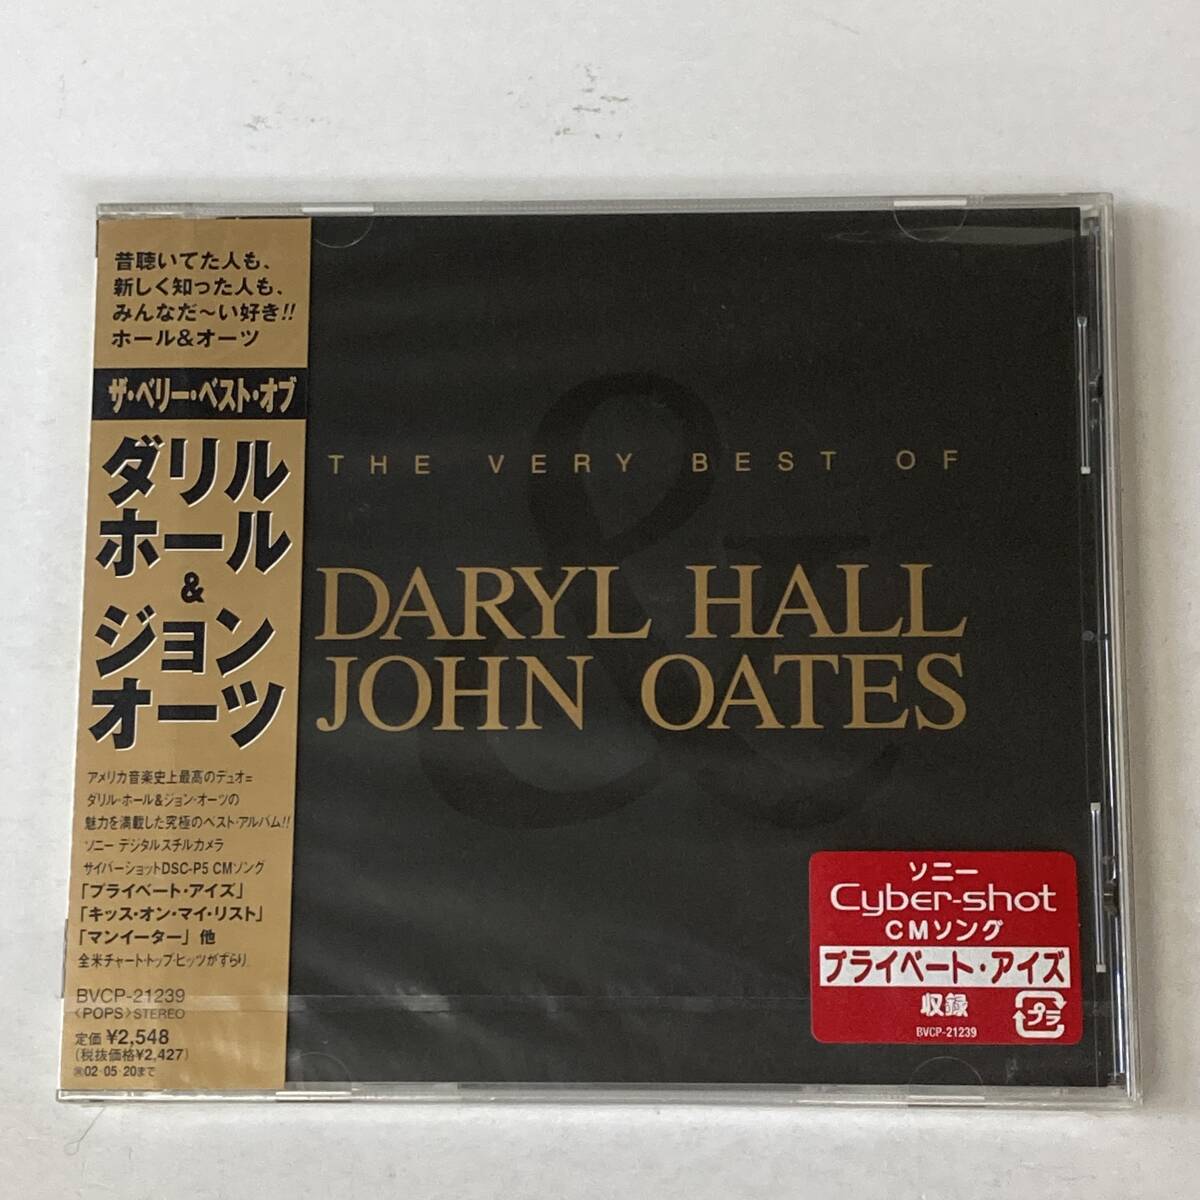 昔聴いてた人も、
新しく知った人も、
みんなだ〜い好き!!
ホール&オーツ
ザ・ベリー・ベスト・オブ
ダリル
ホール
&
ジョン
オーツ
アメリカ音楽史上最高のデュオ=
ダリル・ホール&ジョン・オーツの
魅力を満載した究極のベスト・アルバム!!
ソニー デジタルスチルカメラ
サイバーショットDSC-P5 CMソング
「プライベート・アイズ」
「キッス・オン・マイ・リスト」
「マンイーター」他
全米チャート・トップ・ヒッツがずらり。
BVCP-21239
〈POPS〉STEREO
定価 ¥2,548
(税抜価格¥2,427)
㊝02・05・20まで
THE VERY BEST OF
DARYL HALL
&
JOHN OATES
ソニー
Cyber-shot
CMソング
プライベート・アイズ
収録
プラ
BVCP-21239